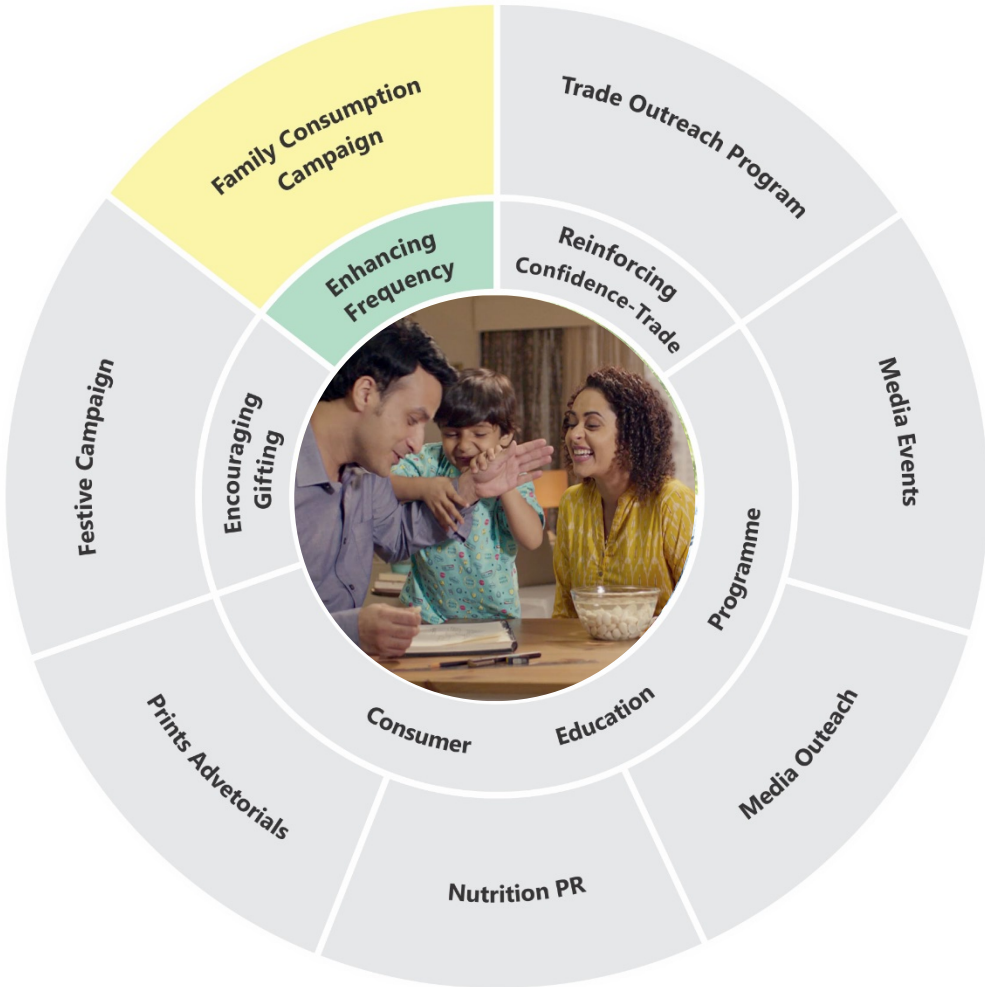 Family Consumption
Campaign
Trade Outreach Program
Enhancing
Frequency
Reinforcing
Confidence-Trade
Festive Campaign
Encouraging
Gifting
Media Events
Consumer Education Programme
Prints Advetorials
Nutrition PR
Media Outeach